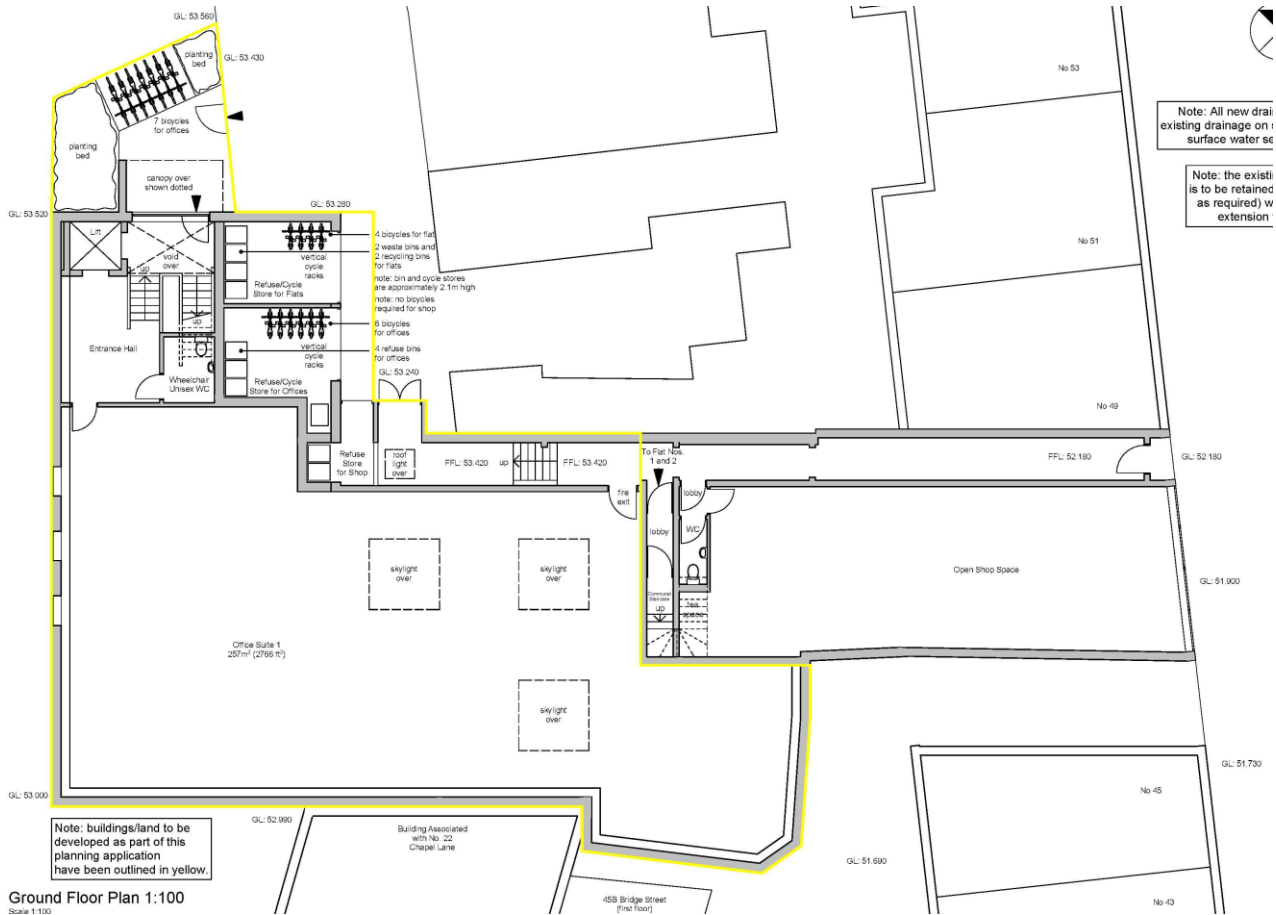 GL: 53.560
GL: 53.430
planting
bed
No 53
7 bicycles
for offices
planting
bed
Note: All new drai
existing drainage on s
surface water se
canopy over
shown dotted
Note: the existi
is to be retained
as required) w
extension
GL: 53.520
GL: 53.280
Lift
void
over
up
up
vertical
cycle
racks
Refuse/Cycle
Store for Flats
4 bicycles for flat
2 waste bins and
2 recycling bins
for flats
note: bin and cycle stores
are approximately 2.1m high
note: no bicycles
required for shop
6 bicycles
for offices
4 refuse bins
for offices
No 51
Entrance Hall
vertical
cycle
racks
Wheelchair
Unisex WC
Refuse/Cycle
Store for Offices
GL: 53.240
No 49
Refuse
Store
for Shop
roof
light
over
FFL: 53.420
up
FFL: 53.420
To Flat Nos.
1 and 2
FFL: 52.180
GL: 52.180
fire
exit
lobby
lobby
WC
skylight
over
skylight
over
Open Shop Space
GL: 51.900
Communal
Staircase
up
tea
space
Office Suite 1
257m² (2766 ft²)
skylight
over
GL: 51.730
GL: 53.000
No 45
Note: buildings/land to be
developed as part of this
planning application
have been outlined in yellow.
GL: 52.990
Building Associated
with No. 22
Chapel Lane
GL: 51.690
Ground Floor Plan 1:100
Scale 1:100
45B Bridge Street
[first floor]
No 43